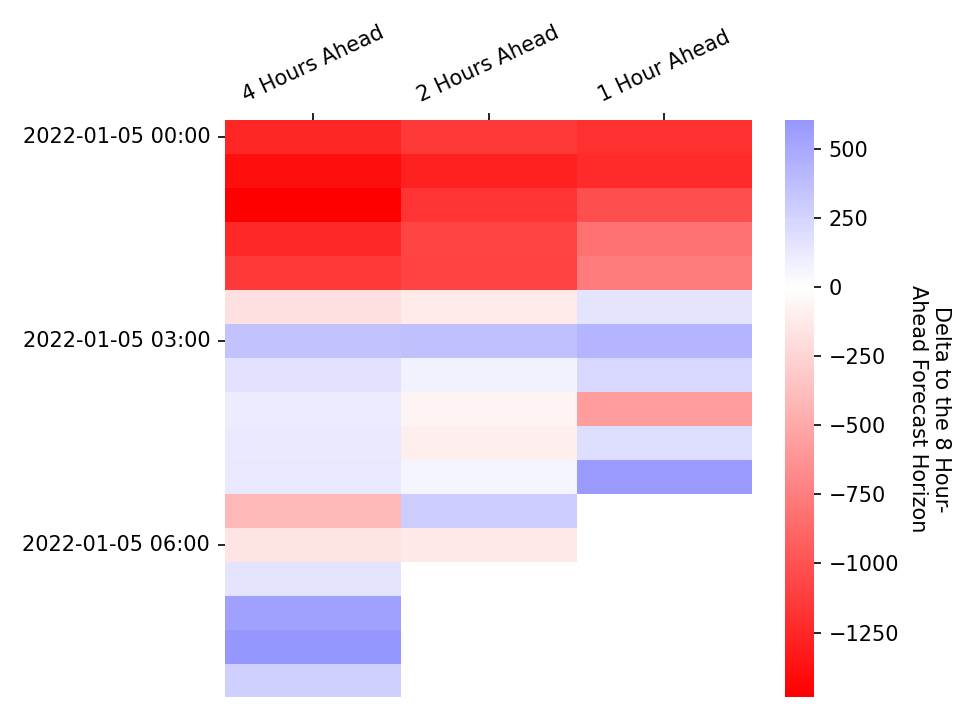 4 Hours Ahead
2 Hours Ahead
1 Hour Ahead
2022-01-05 00:00
2022-01-05 03:00
2022-01-05 06:00
500
250
0
−250
−500
−750
−1000
−1250
Delta to the 8 Hour-
Ahead Forecast Horizon